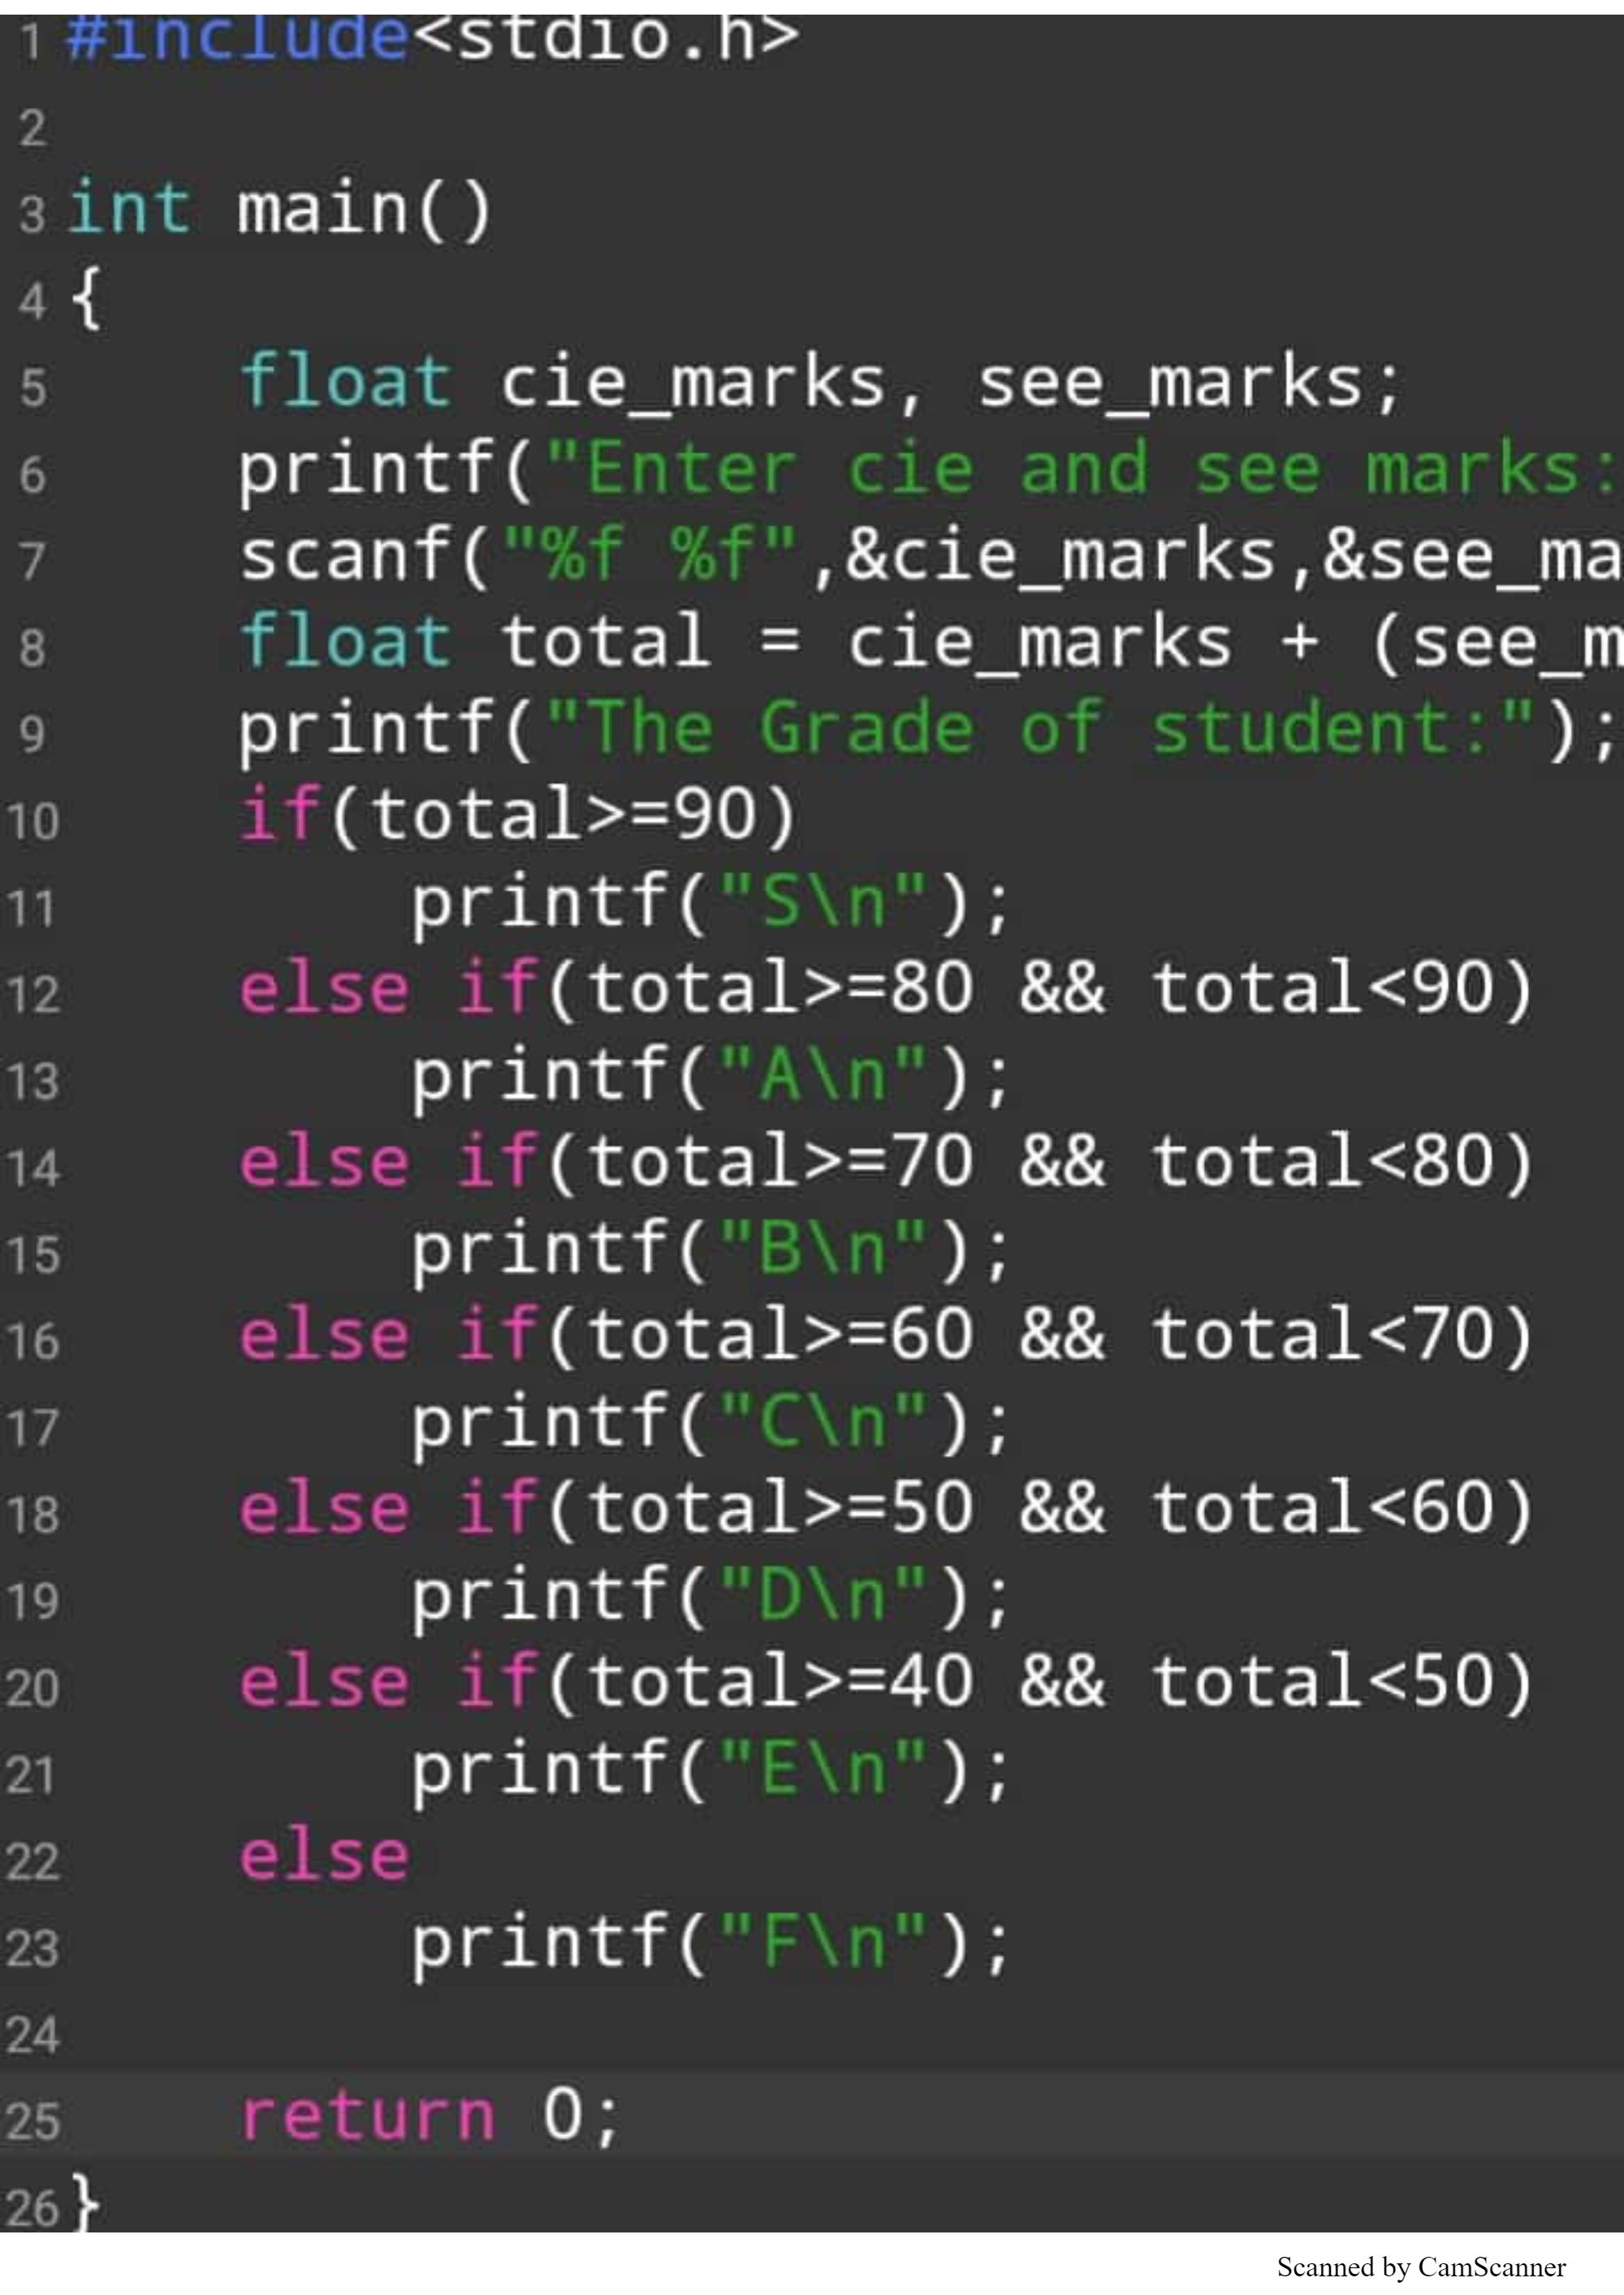 1 #include<stdio.h>
2
3 int main()
4 {
5     float cie_marks, see_marks;
6     printf("Enter cie and see marks:
7     scanf("%f %f",&cie_marks,&see_ma
8     float total = cie_marks + (see_m
9     printf("The Grade of student:");
10     if(total>=90)
11         printf("S\n");
12     else if(total>=80 && total<90)
13         printf("A\n");
14     else if(total>=70 && total<80)
15         printf("B\n");
16     else if(total>=60 && total<70)
17         printf("C\n");
18     else if(total>=50 && total<60)
19         printf("D\n");
20     else if(total>=40 && total<50)
21         printf("E\n");
22     else
23         printf("F\n");
24
25     return 0;
26 }
Scanned by CamScanner